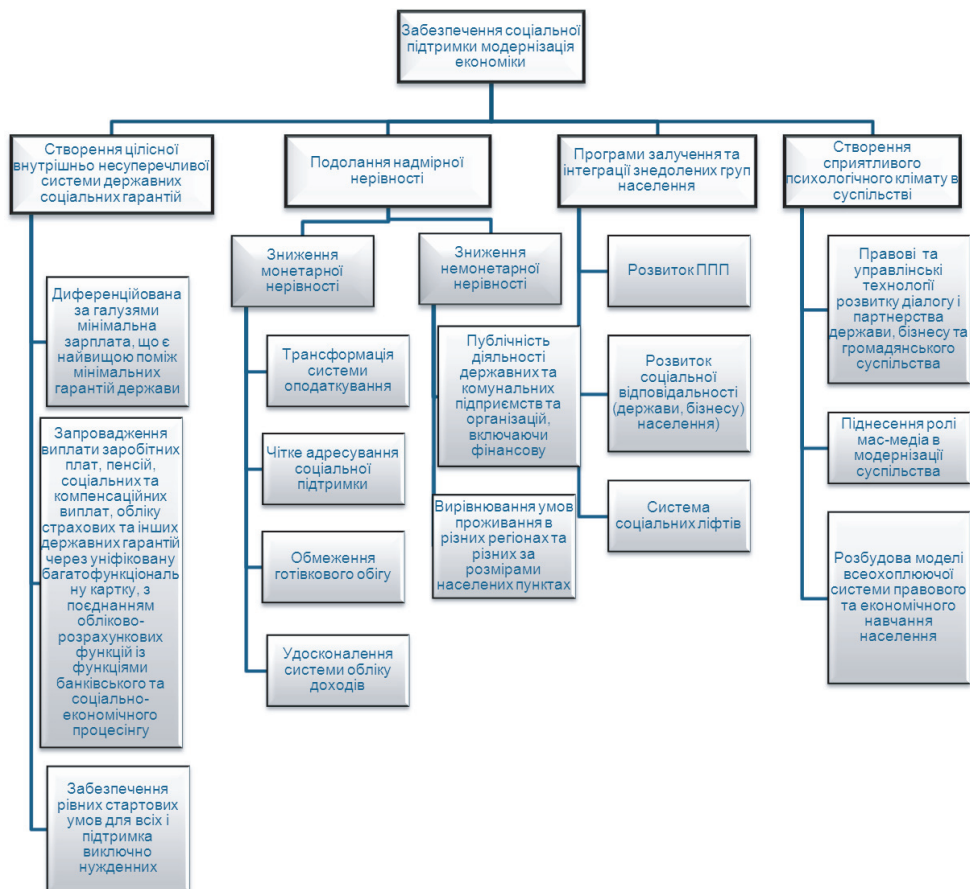 Забезпечення соціальної
підтримки модернізація
економіки
Створення цілісної
внутрішньо несуперечливої
системи державних
соціальних гарантій
Подолання надмірної
нерівності
Програми залучення та
інтеграції знедолених груп
населення
Створення
сприятливого
психологічного клімату в
суспільстві
Диференційована
за галузями
мінімальна
зарплата, що є
найвищою поміж
мінімальних
гарантій держави
Запровадження
виплати заробітних
плат, пенсій,
соціальних та
компенсаційних
виплат, обліку
страхових та інших
державних гарантій
через уніфіковану
багатофункціональ
ну картку, з
поєднанням
обліково-
розрахункових
функцій із
функціями
банківського та
соціально-
економічного
процесінгу
Забезпечення
рівних стартових
умов для всіх і
підтримка
виключно
нужденних
Зниження
монетарної
нерівності
Трансформація
системи
оподаткування
Чітке адресування
соціальної
підтримки
Обмеження
готівкового обігу
Удосконалення
системи обліку
доходів
Зниження
немонетарної
нерівності
Публічність
діяльності
державних та
комунальних
підприємств та
організацій,
включаючи
фінансову
Вирівнювання умов
проживання в
різних регіонах та
різних за
розмірами
населених пунктах
Розвиток ППП
Розвиток
соціальної
відповідальності
(держави, бізнесу)
населення)
Система
соціальних ліфтів
Правові та
управлінські
технології
розвитку діалогу і
партнерства
держави, бізнесу та
громадянського
суспільства
Піднесення ролі
мас-медіа в
модернізації
суспільства
Розбудова моделі
всеохоплюючої
системи правового
та економічного
навчання
населення